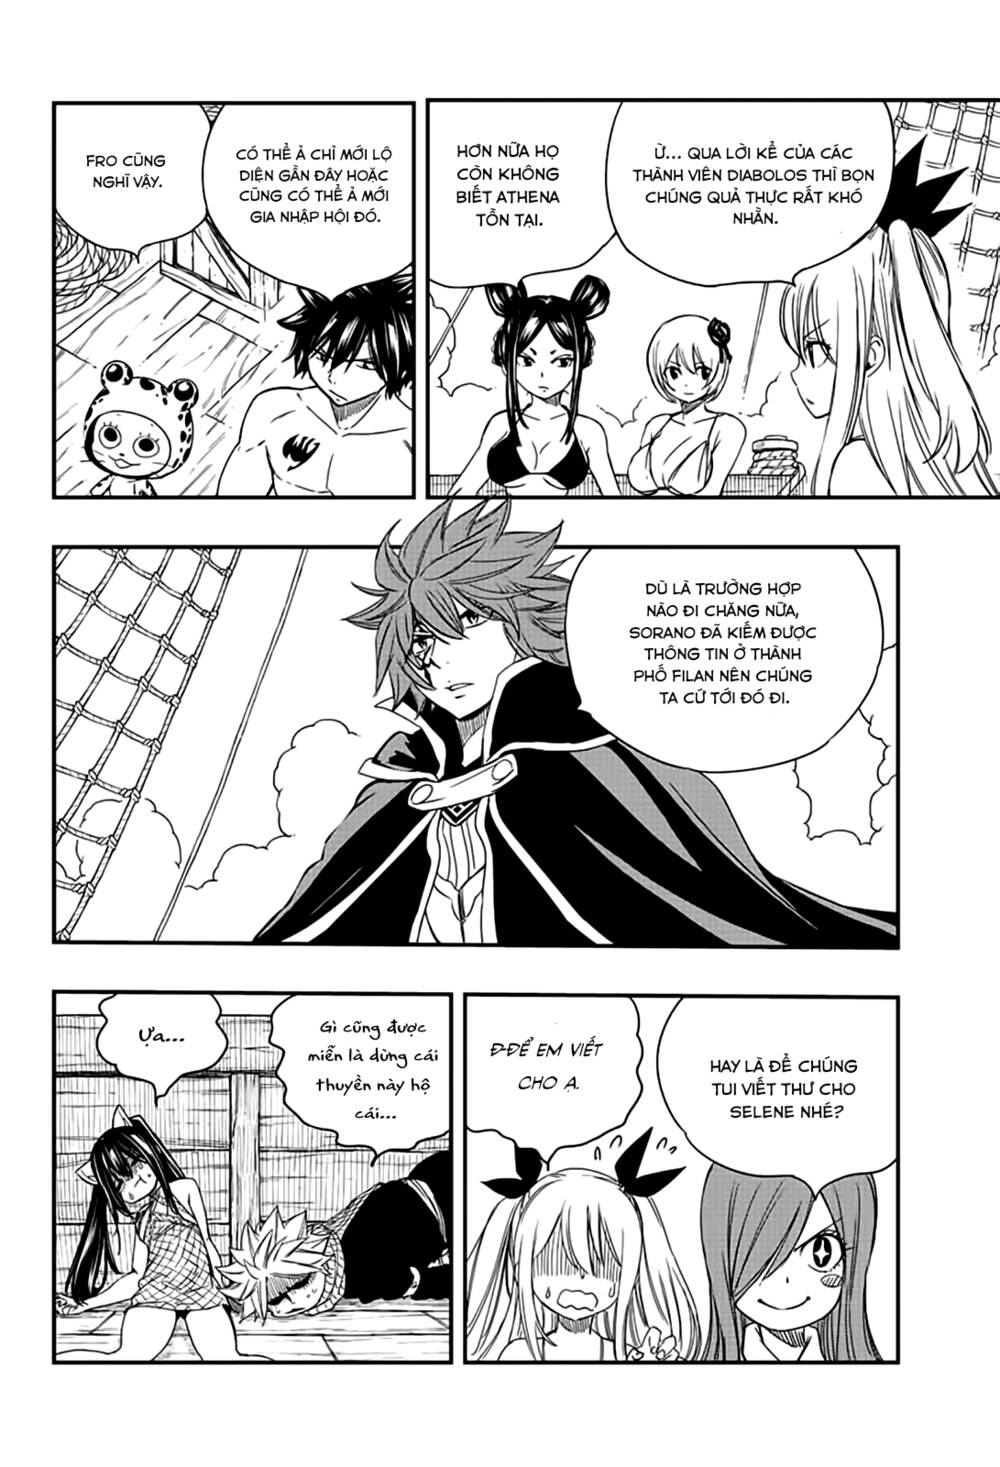 Ừ... QUA LỜI KỂ CỦA CÁC
THÀNH VIÊN DIABOLOS THÌ BỌN
CHÚNG QUẢ THỰC RẤT KHÓ
NHẰN.
HƠN NỮA HỌ
CÒN KHÔNG
BIẾT ATHENA
TỒN TẠI.
CÓ THỂ Ả CHỈ MỚI LỘ
DIỆN GẦN ĐÂY HOẶC
CŨNG CÓ THỂ Ả MỚI
GIA NHẬP HỘI ĐÓ.
FRO CŨNG
NGHĨ VẬY.
DÙ LÀ TRƯỜNG HỢP
NÀO ĐI CHĂNG NỮA,
SORANO ĐÃ KIẾM ĐƯỢC
THÔNG TIN Ở THÀNH
PHỐ FILAN NÊN CHÚNG
TA CỨ TỚI ĐÓ ĐI.
HAY LÀ ĐỂ CHÚNG
TUI VIẾT THƯ CHO
SELENE NHÉ?
Đ-ĐỂ EM VIẾT
CHO Ạ.
Gì cũng được
miễn là dừng cái
thuyền này hộ
cái...
Ựa...